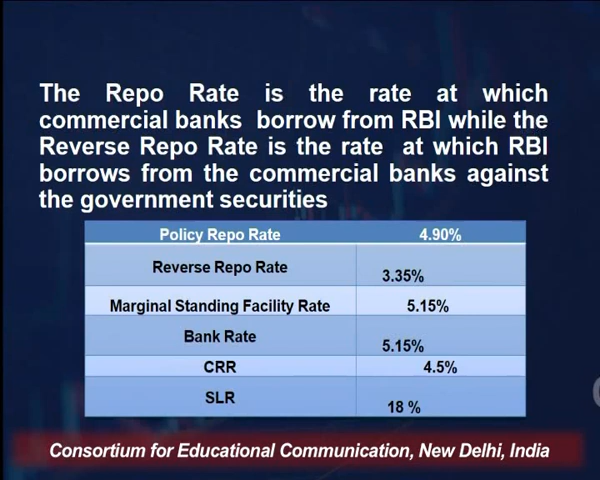 The Repo Rate is the rate at which
commercial banks borrow from RBI while the
Reverse Repo Rate is the rate at which RBI
borrows from the commercial banks against
the government securities
Policy Repo Rate 4.90%
Reverse Repo Rate 3.35%
Marginal Standing Facility Rate 5.15%
Bank Rate 5.15%
CRR 4.5%
SLR 18 %
Consortium for Educational Communication, New Delhi, India